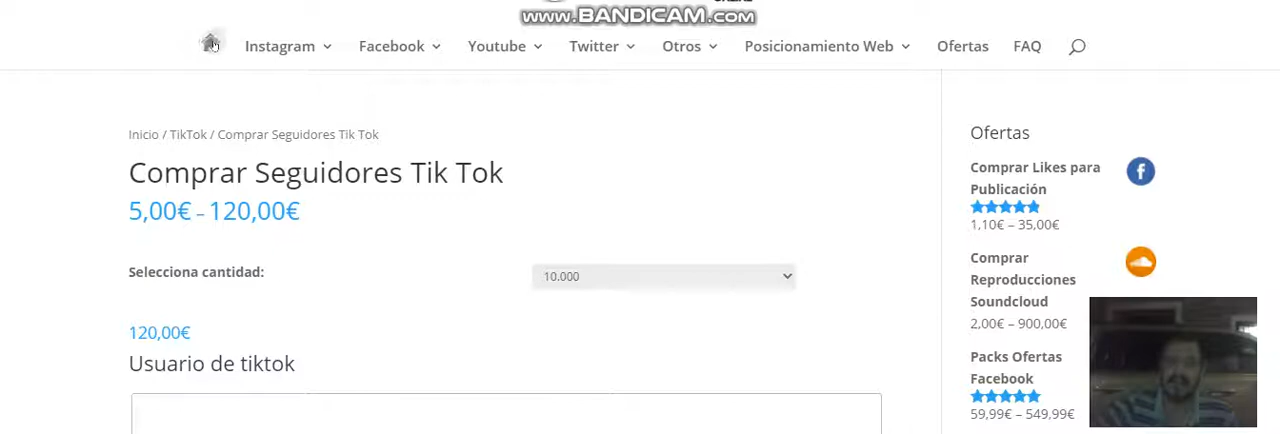 www.BANDICAM.com
Instagram Facebook Youtube Twitter Otros Posicionamiento Web Ofertas FAQ
Inicio / TikTok / Comprar Seguidores Tik Tok
Comprar Seguidores Tik Tok
5,00€ – 120,00€
Selecciona cantidad:
10.000
120,00€
Usuario de tiktok
Ofertas
Comprar Likes para
Publicación
1,10€ – 35,00€
Comprar
Reproducciones
Soundcloud
2,00€ – 900,00€
Packs Ofertas
Facebook
59,99€ – 549,99€